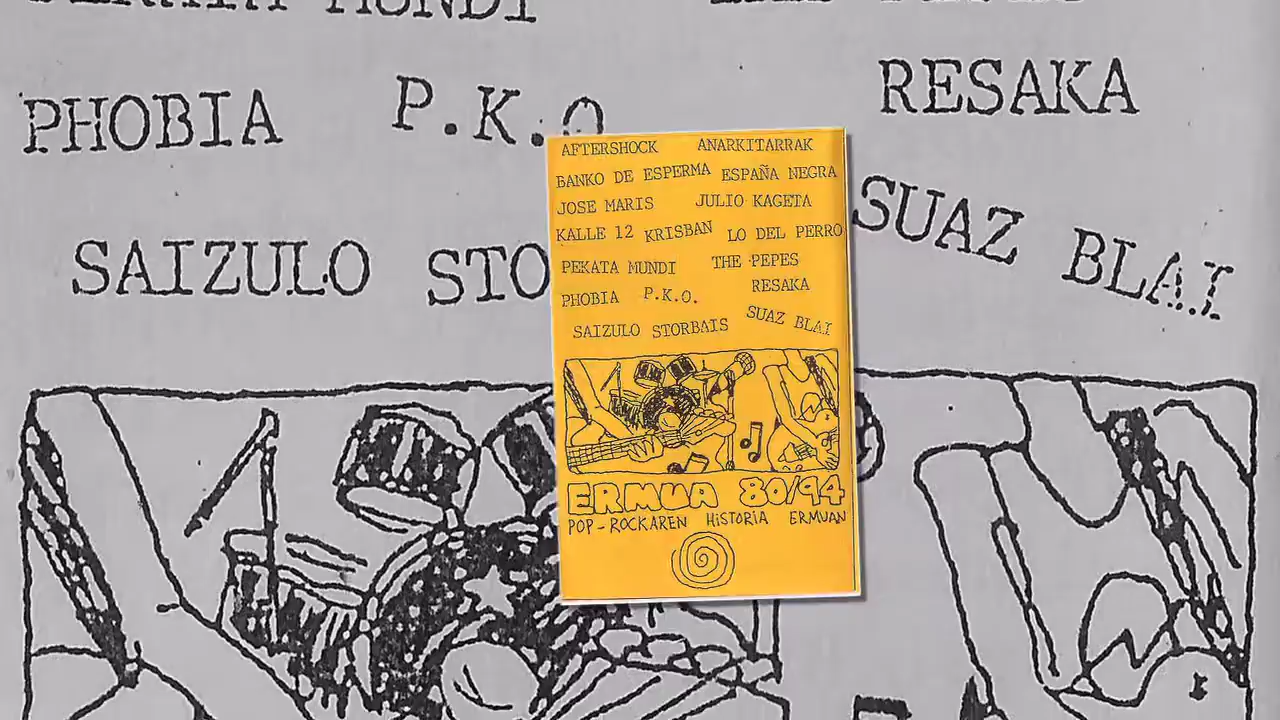 PHOBIA P.K.O RESAKA
SAIZULO STO SUAZ BLAI
AFTERSHOCK ANARKITARRAK
BANKO DE ESPERMA ESPAÑA NEGRA
JOSE MARIS JULIO KAGETA
KALLE 12 KRISBAN LO DEL PERRO
PEKATA MUNDI THE PEPES
PHOBIA P.K.O. RESAKA
SAIZULO STORBAIS SUAZ BLAI
ERMUA 80/94
POP-ROCKAREN HISTORIA ERMUAN